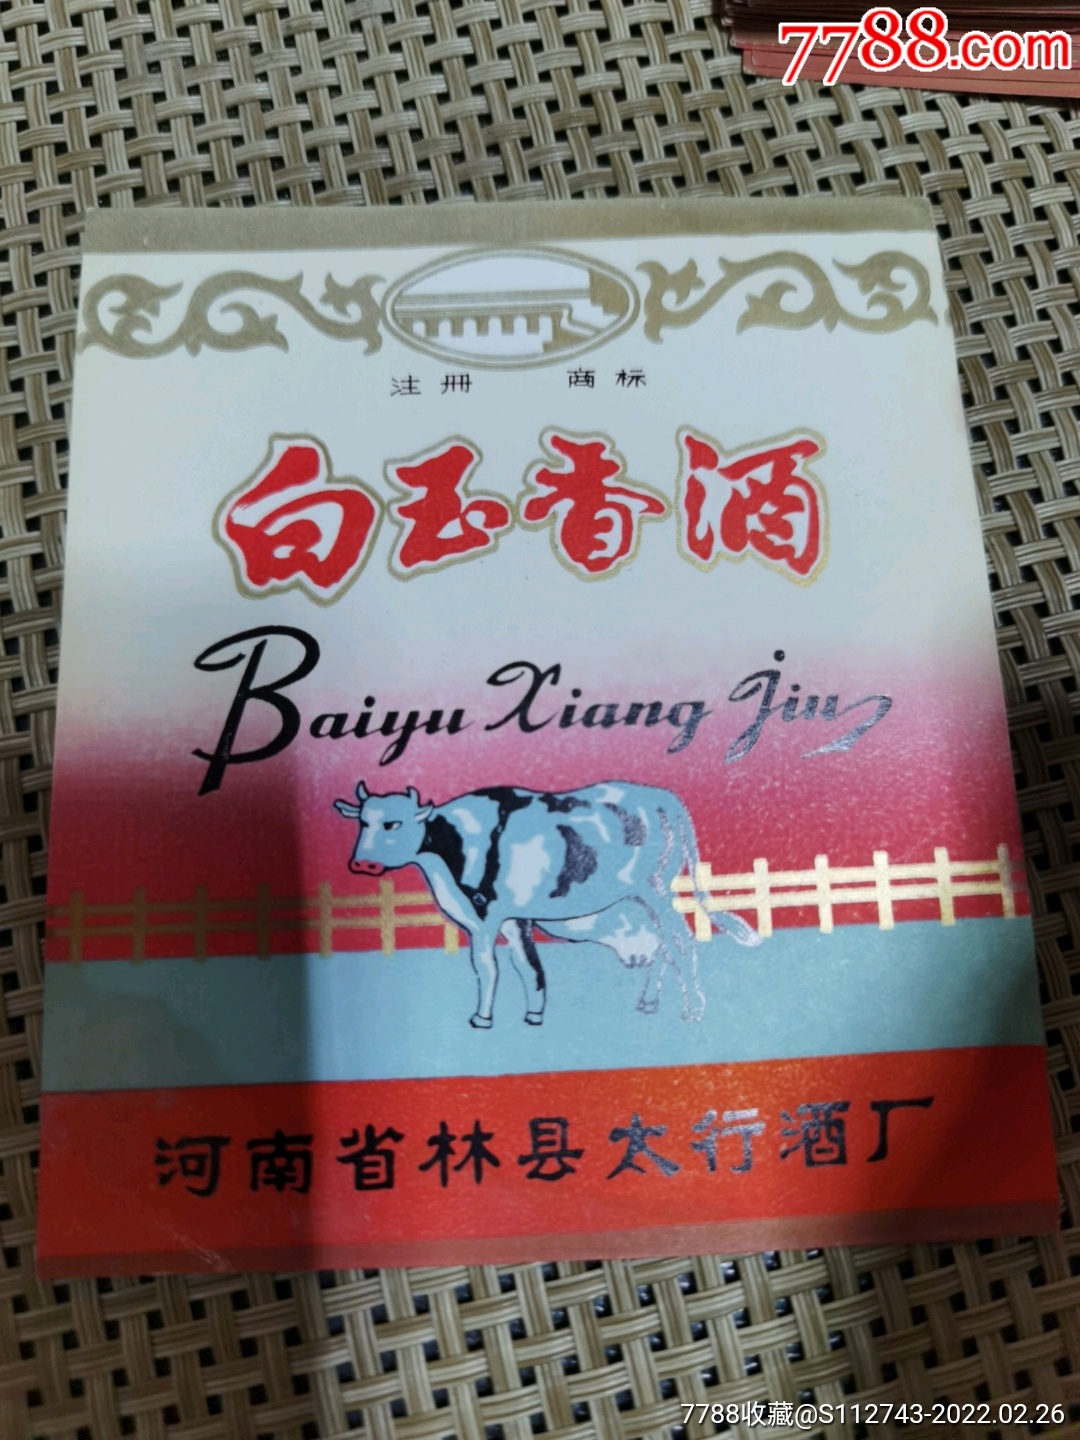 7788.com
注册 商标
白玉香酒
Baiyu Xiang Jiu
河南省林县太行酒厂
7788收藏@S112743-2022.02.26